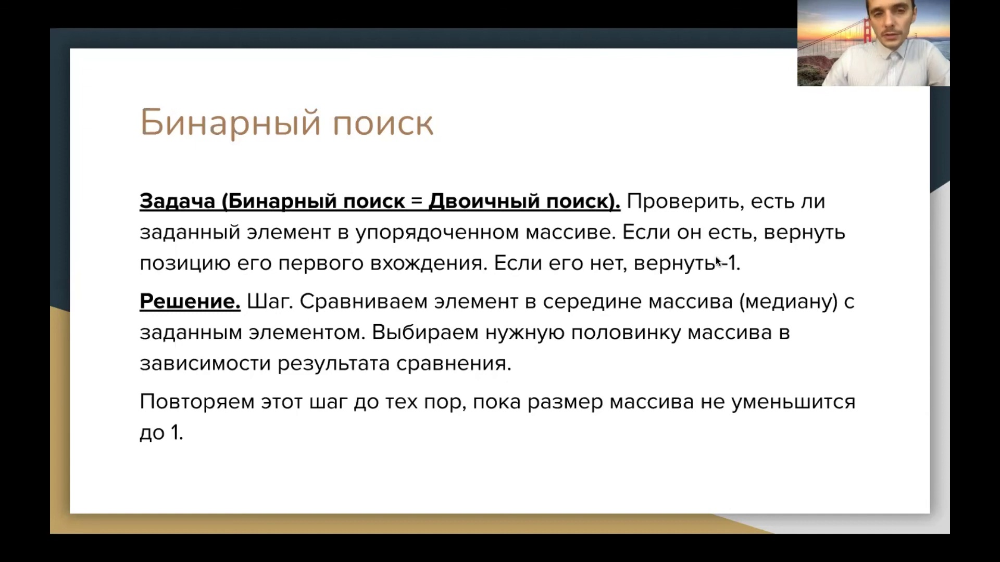 Бинарный поиск
Задача (Бинарный поиск = Двоичный поиск). Проверить, есть ли
заданный элемент в упорядоченном массиве. Если он есть, вернуть
позицию его первого вхождения. Если его нет, вернуть -1.
Решение. Шаг. Сравниваем элемент в середине массива (медиану) с
заданным элементом. Выбираем нужную половинку массива в
зависимости результата сравнения.
Повторяем этот шаг до тех пор, пока размер массива не уменьшится
до 1.